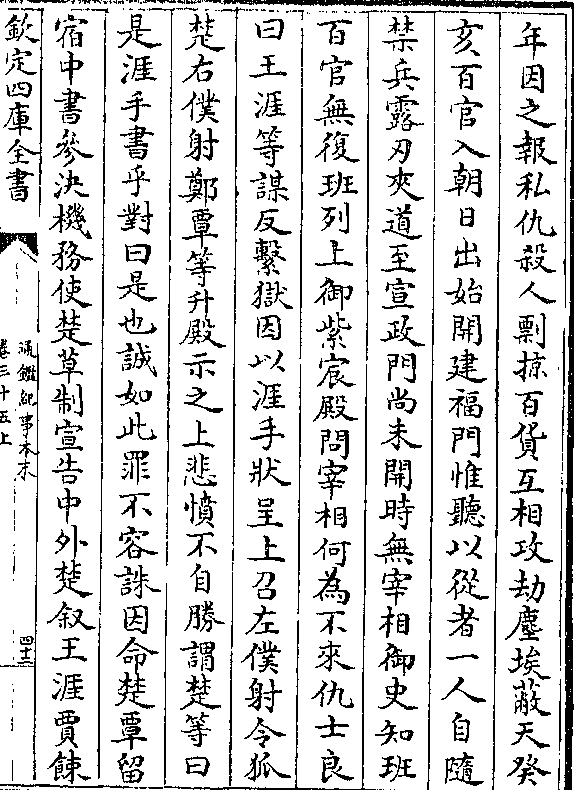 年因之報私仇殺人剽掠百貨互相攻劫塵埃蔽天癸
亥百官入朝日出始開建福門惟聽以從者一人自隨
禁兵露刃夾道至宣政門尚未開時無宰相御史知班
百官無復班列上御紫宸殿問宰相何為不來仇士良
曰王涯等謀反繫獄因以涯手狀呈上召左僕射令狐
楚右僕射鄭覃等升殿示之上悲憤不自勝謂楚等曰
是涯手書乎對曰是也誠如此罪不容誅因命楚覃留
宿中書參決機務使楚草制宣告中外楚叙王涯賈餗
欽定四庫全書
通鑑紀事本末
卷三十五上
四十二